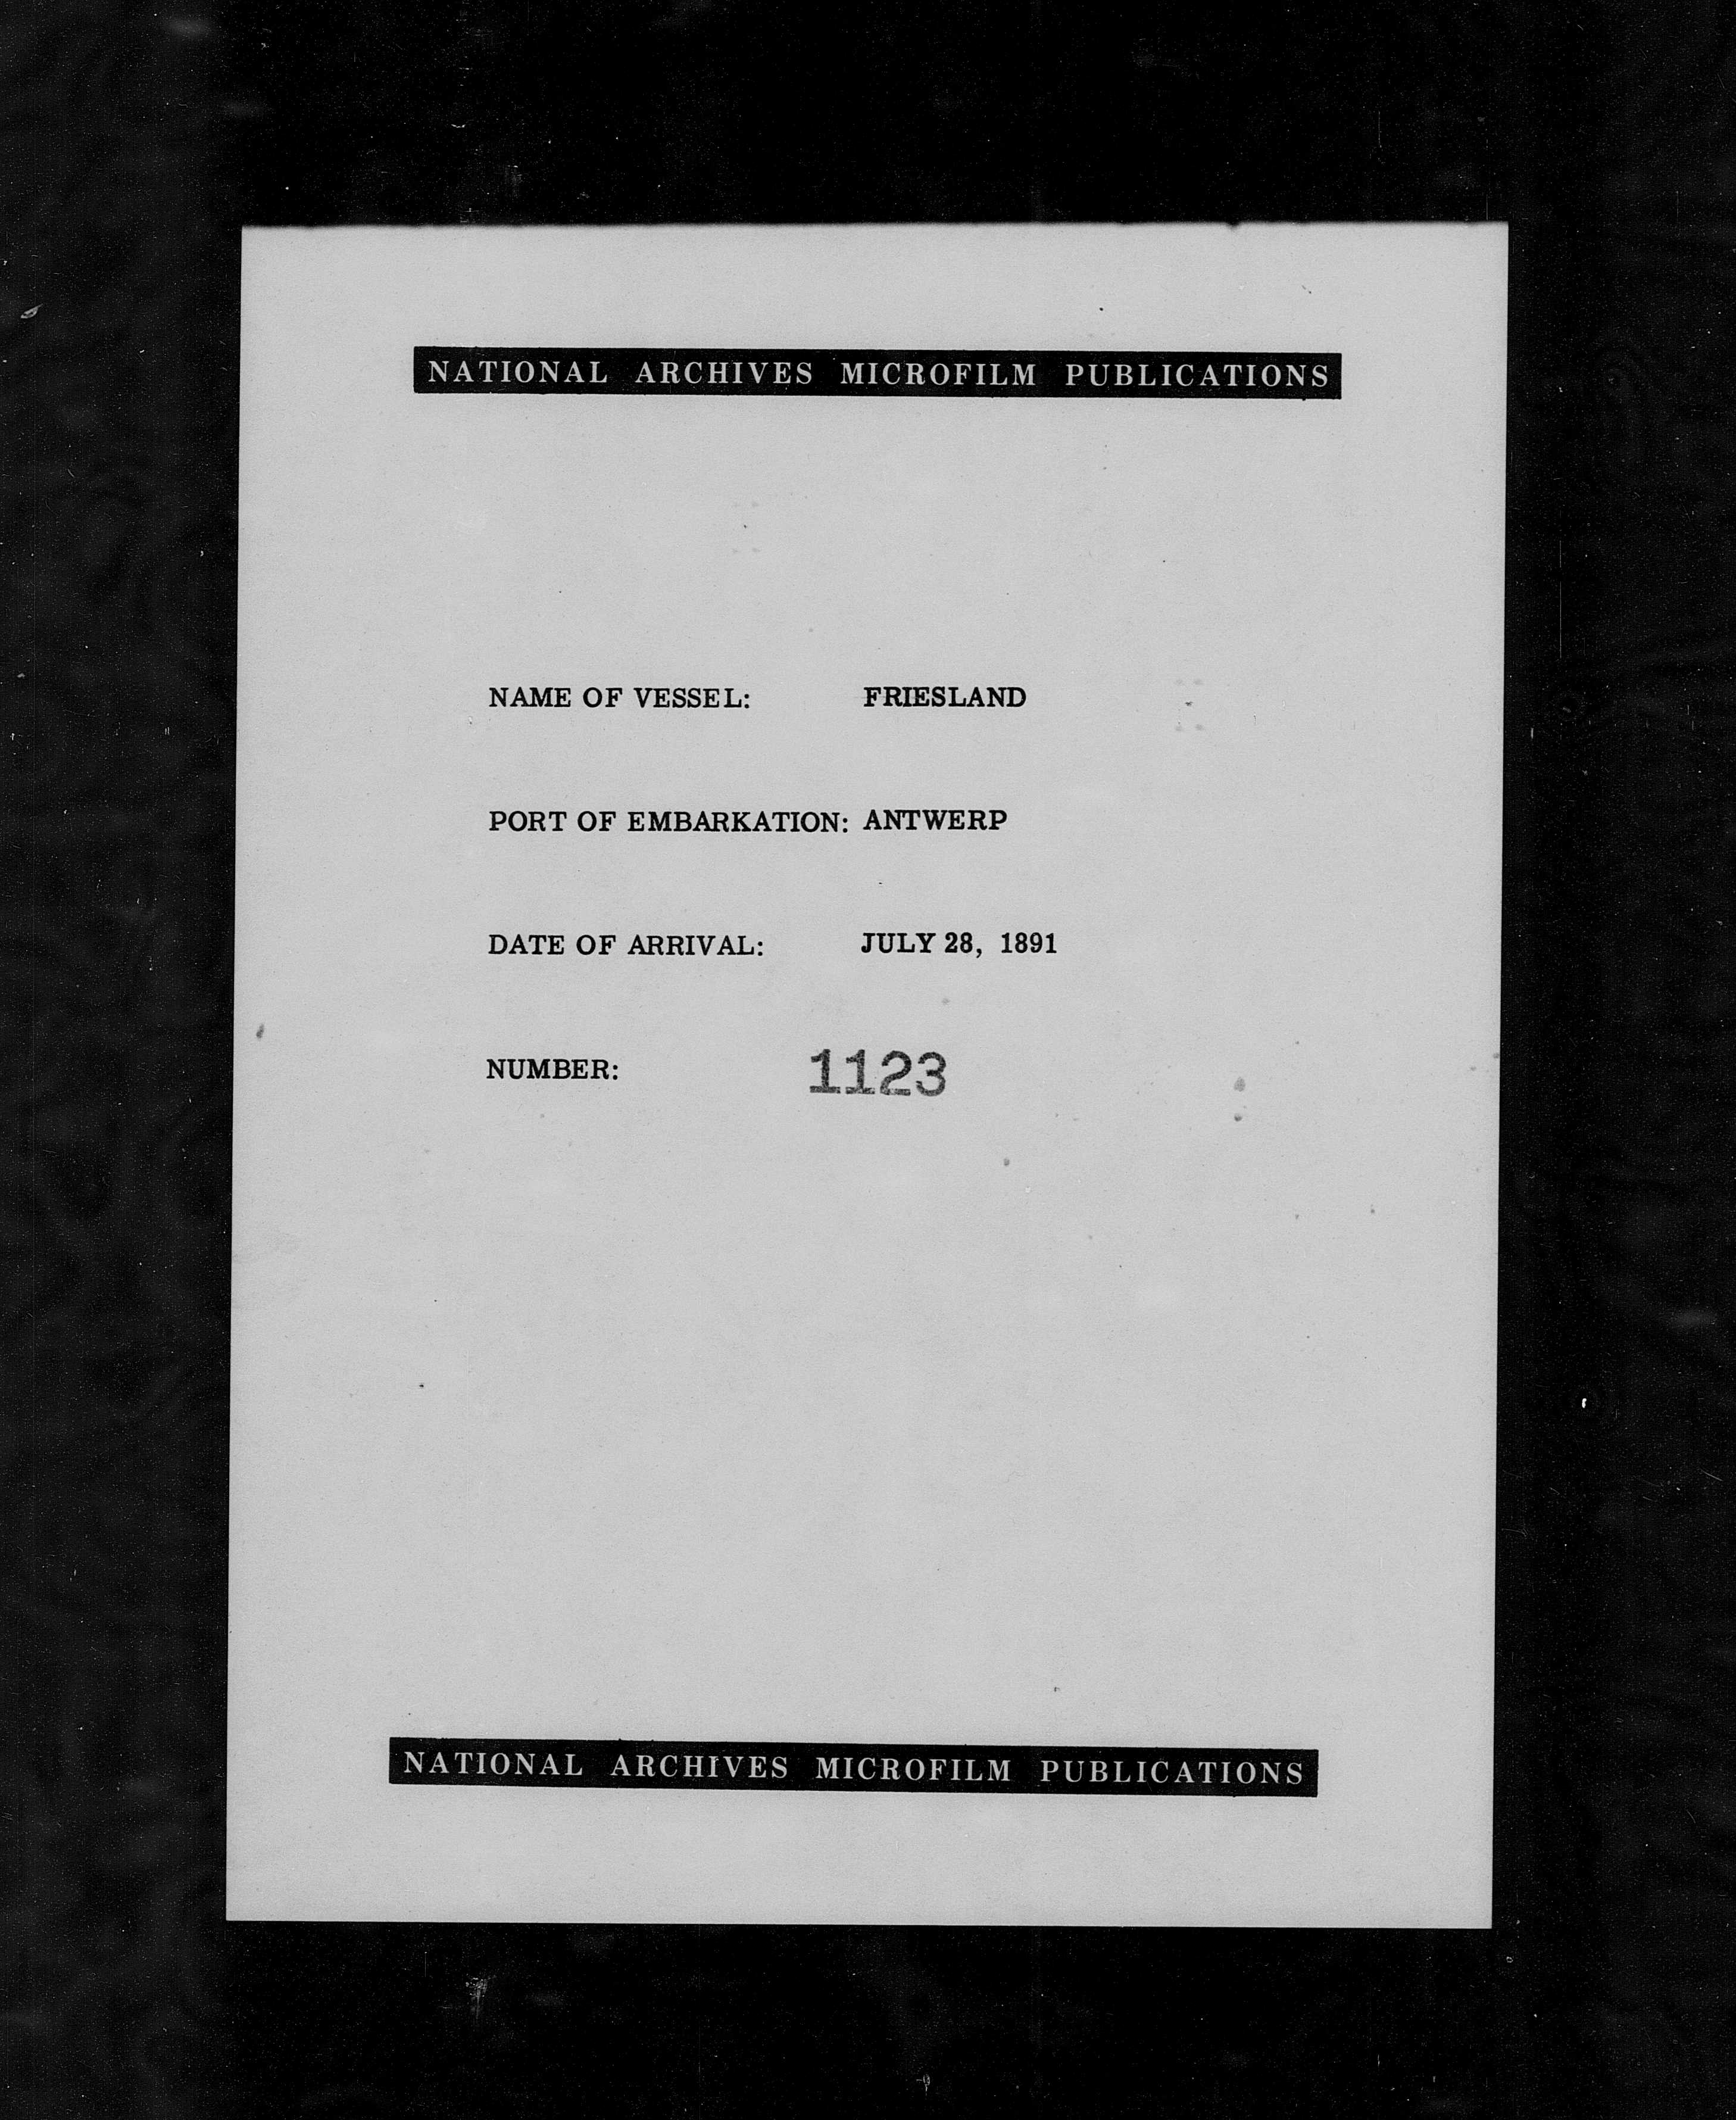 NATIONAL ARCHIVES MICROFILM PUBLICATIONS
NAME OF VESSEL: FRIESLAND
PORT OF EMBARKATION: ANTWERP
DATE OF ARRIVAL: JULY 28, 1891
NUMBER: 1123
NATIONAL ARCHIVES MICROFILM PUBLICATIONS